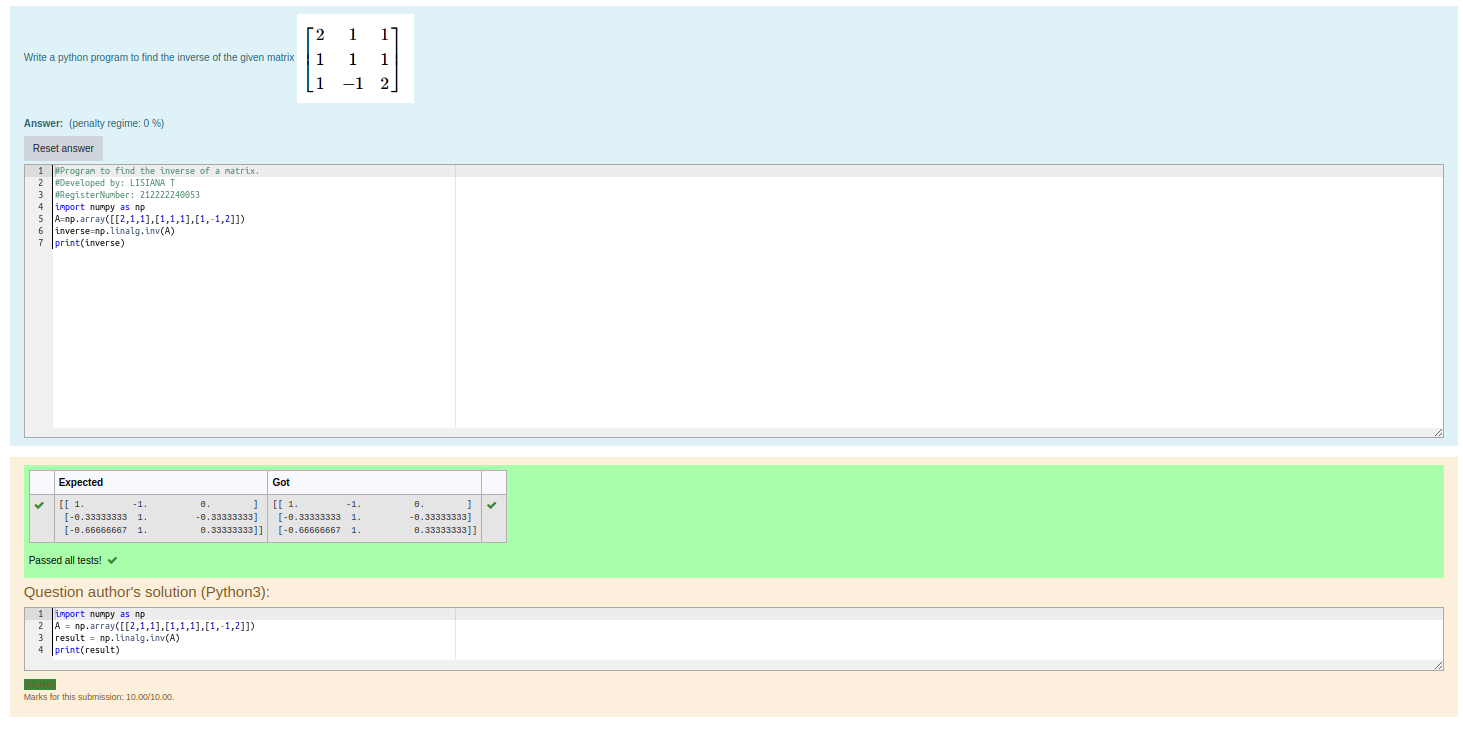 Write a python program to find the inverse of the given matrix
2 1 1
1 1 1
1 −1 2
Answer: (penalty regime: 0 %)
Reset answer
1 #Program to find the inverse of a matrix.
2 #Developed by: LISIANA T
3 #RegisterNumber: 212222240053
4 import numpy as np
5 A=np.array([[2,1,1],[1,1,1],[1,-1,2]])
6 inverse=np.linalg.inv(A)
7 print(inverse)
Expected Got
[[ 1. -1. 0. ] [[ 1. -1. 0. ]
[-0.33333333 1. -0.33333333] [-0.33333333 1. -0.33333333]
[-0.66666667 1. 0.33333333]] [-0.66666667 1. 0.33333333]]
Passed all tests!
Question author's solution (Python3):
1 import numpy as np
2 A = np.array([[2,1,1],[1,1,1],[1,-1,2]])
3 result = np.linalg.inv(A)
4 print(result)
Marks for this submission: 10.00/10.00.